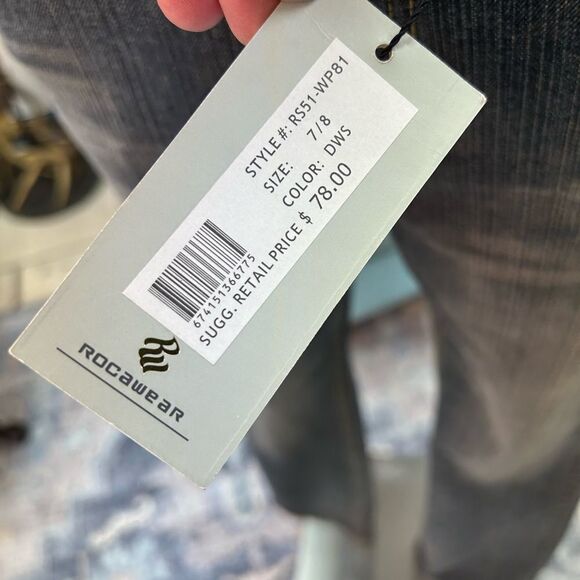 STYLE #: RS51-WP81
SIZE: 7/8
COLOR: DWS
SUGG. RETAIL PRICE $ 78.00
674151366775
R
ROCAWEAR